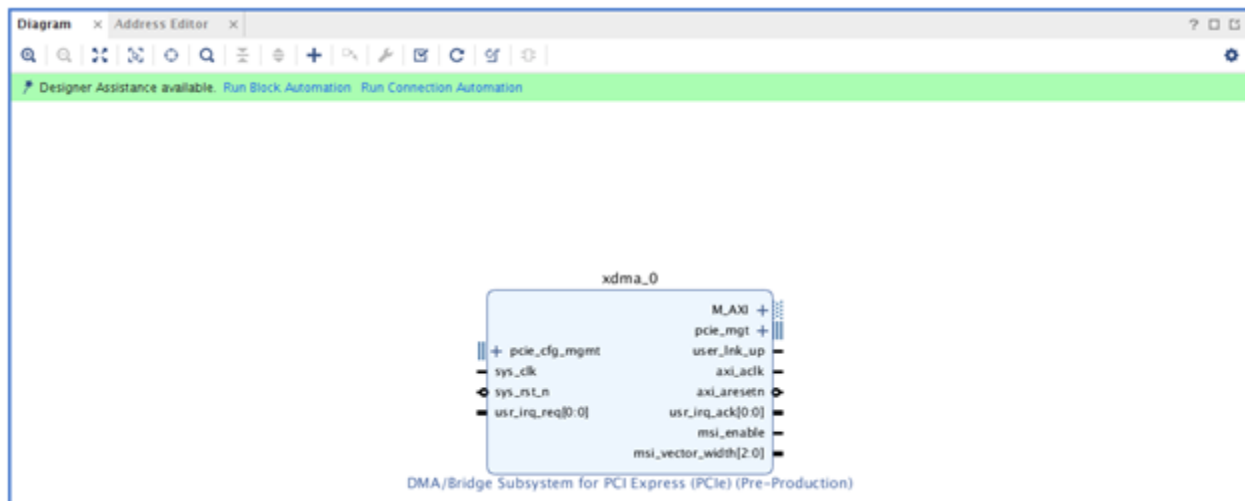 Diagram × Address Editor ×
Designer Assistance available. Run Block Automation Run Connection Automation
xdma_0
M_AXI
pcie_mgt
pcie_cfg_mgmt user_lnk_up
sys_clk axi_aclk
sys_rst_n axi_aresetn
usr_irq_req[0:0] usr_irq_ack[0:0]
msi_enable
msi_vector_width[2:0]
DMA/Bridge Subsystem for PCI Express (PCIe) (Pre-Production)